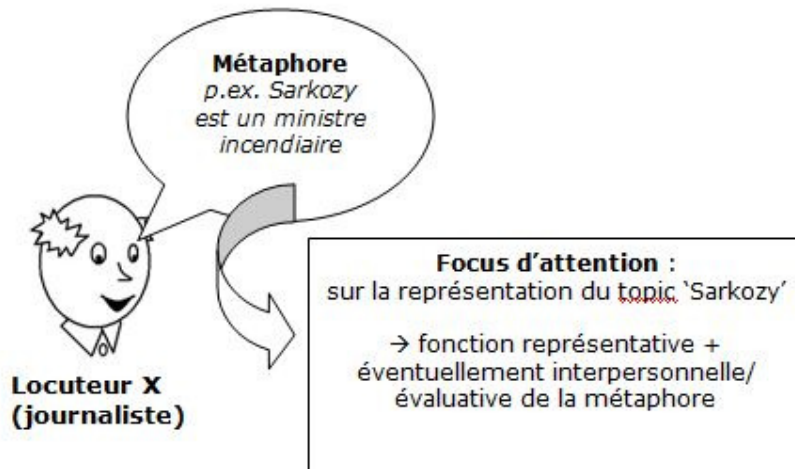 Métaphore
p.ex. Sarkozy
est un ministre
incendiaire
Focus d'attention :
sur la représentation du topic ‘Sarkozy’
→ fonction représentative +
éventuellement interpersonnelle/
évaluative de la métaphore
Locuteur X
(journaliste)